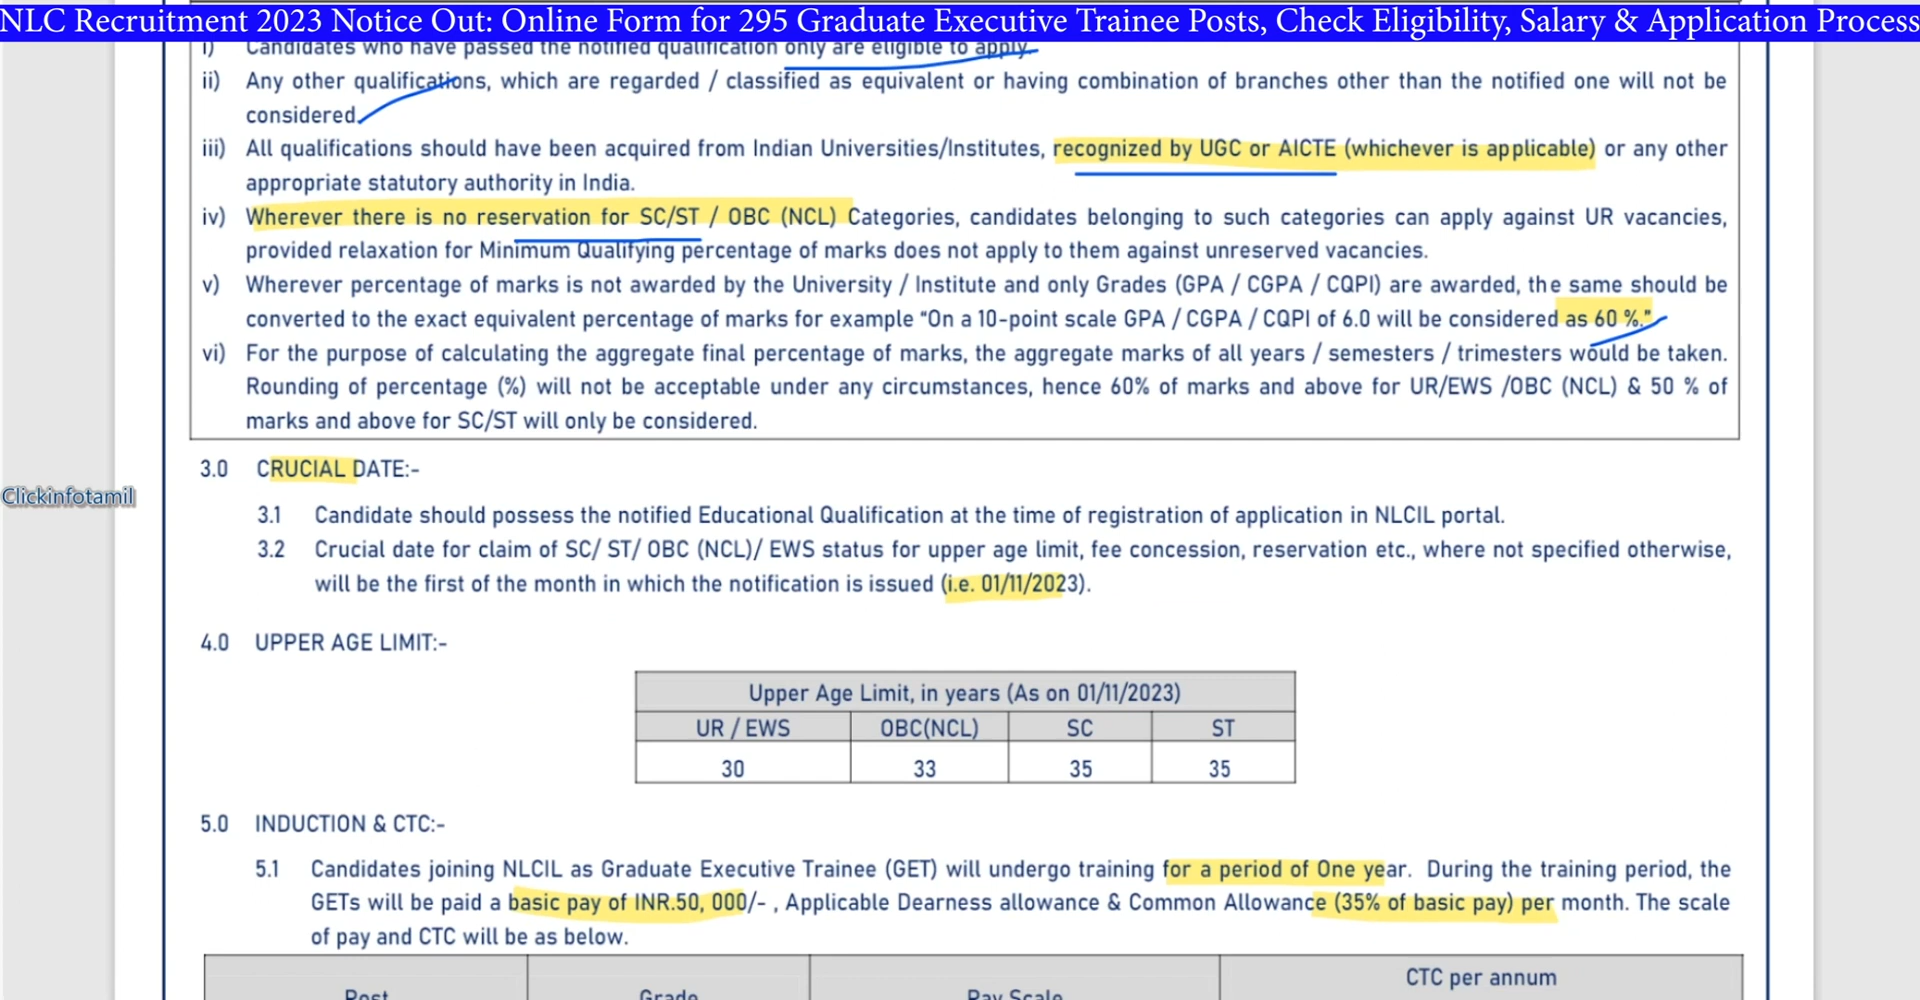 NLC Recruitment 2023 Notice Out: Online Form for 295 Graduate Executive Trainee Posts, Check Eligibility, Salary & Application Process
i) Candidates who have passed the notified qualification only are eligible to apply.
ii) Any other qualifications, which are regarded / classified as equivalent or having combination of branches other than the notified one will not be
considered.
iii) All qualifications should have been acquired from Indian Universities/Institutes, recognized by UGC or AICTE (whichever is applicable) or any other
appropriate statutory authority in India.
iv) Wherever there is no reservation for SC/ST / OBC (NCL) Categories, candidates belonging to such categories can apply against UR vacancies,
provided relaxation for Minimum Qualifying percentage of marks does not apply to them against unreserved vacancies.
v) Wherever percentage of marks is not awarded by the University / Institute and only Grades (GPA / CGPA / CQPI) are awarded, the same should be
converted to the exact equivalent percentage of marks for example "On a 10-point scale GPA / CGPA / CQPI of 6.0 will be considered as 60 %."
vi) For the purpose of calculating the aggregate final percentage of marks, the aggregate marks of all years / semesters / trimesters would be taken.
Rounding of percentage (%) will not be acceptable under any circumstances, hence 60% of marks and above for UR/EWS /OBC (NCL) & 50 % of
marks and above for SC/ST will only be considered.
3.0 CRUCIAL DATE:-
Clickinfotamil
3.1 Candidate should possess the notified Educational Qualification at the time of registration of application in NLCIL portal.
3.2 Crucial date for claim of SC/ ST/ OBC (NCL)/ EWS status for upper age limit, fee concession, reservation etc., where not specified otherwise,
will be the first of the month in which the notification is issued (i.e. 01/11/2023).
4.0 UPPER AGE LIMIT:-
Upper Age Limit, in years (As on 01/11/2023)
UR / EWS OBC(NCL) SC ST
30 33 35 35
5.0 INDUCTION & CTC:-
5.1 Candidates joining NLCIL as Graduate Executive Trainee (GET) will undergo training for a period of One year. During the training period, the
GETs will be paid a basic pay of INR.50, 000/- , Applicable Dearness allowance & Common Allowance (35% of basic pay) per month. The scale
of pay and CTC will be as below.
CTC per annum
Post Grade Pay Scale